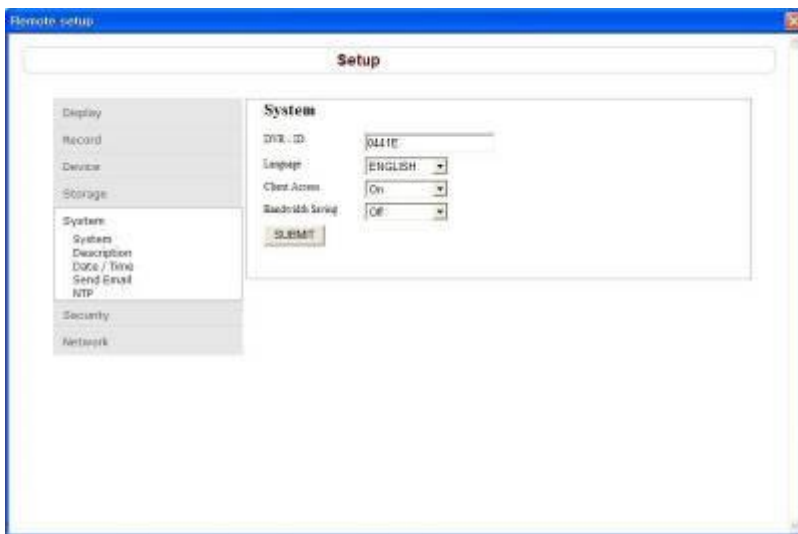 Remote setup
Setup
Display
Record
Device
Storage
System
System
Description
Date / Time
Send Email
NTP
Security
Network
System
DVR - ID 0441E
Language ENGLISH
Client Access On
Bandwidth Saving Off
SUBMIT